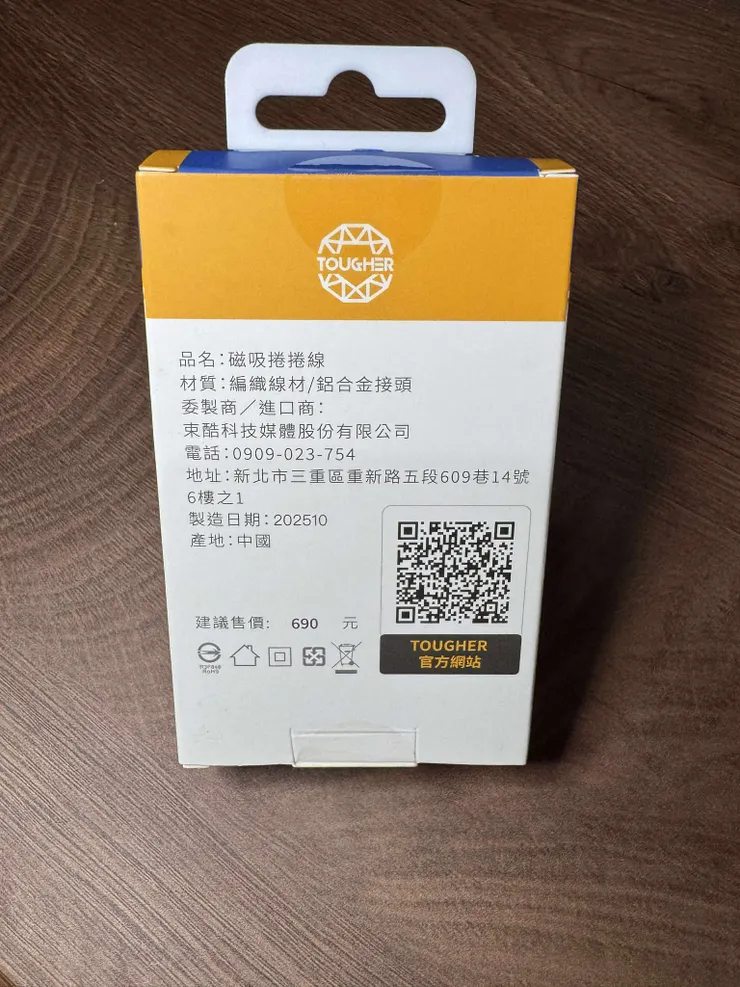 TOUGHER
品名：磁吸捲捲線
材質：編織線材/鋁合金接頭
委製商／進口商：
束酷科技媒體股份有限公司
電話：0909-023-754
地址：新北市三重區重新路五段609巷14號
6樓之1
製造日期：202510
產地：中國
建議售價： 690 元
RoHS
TOUGHER
官方網站